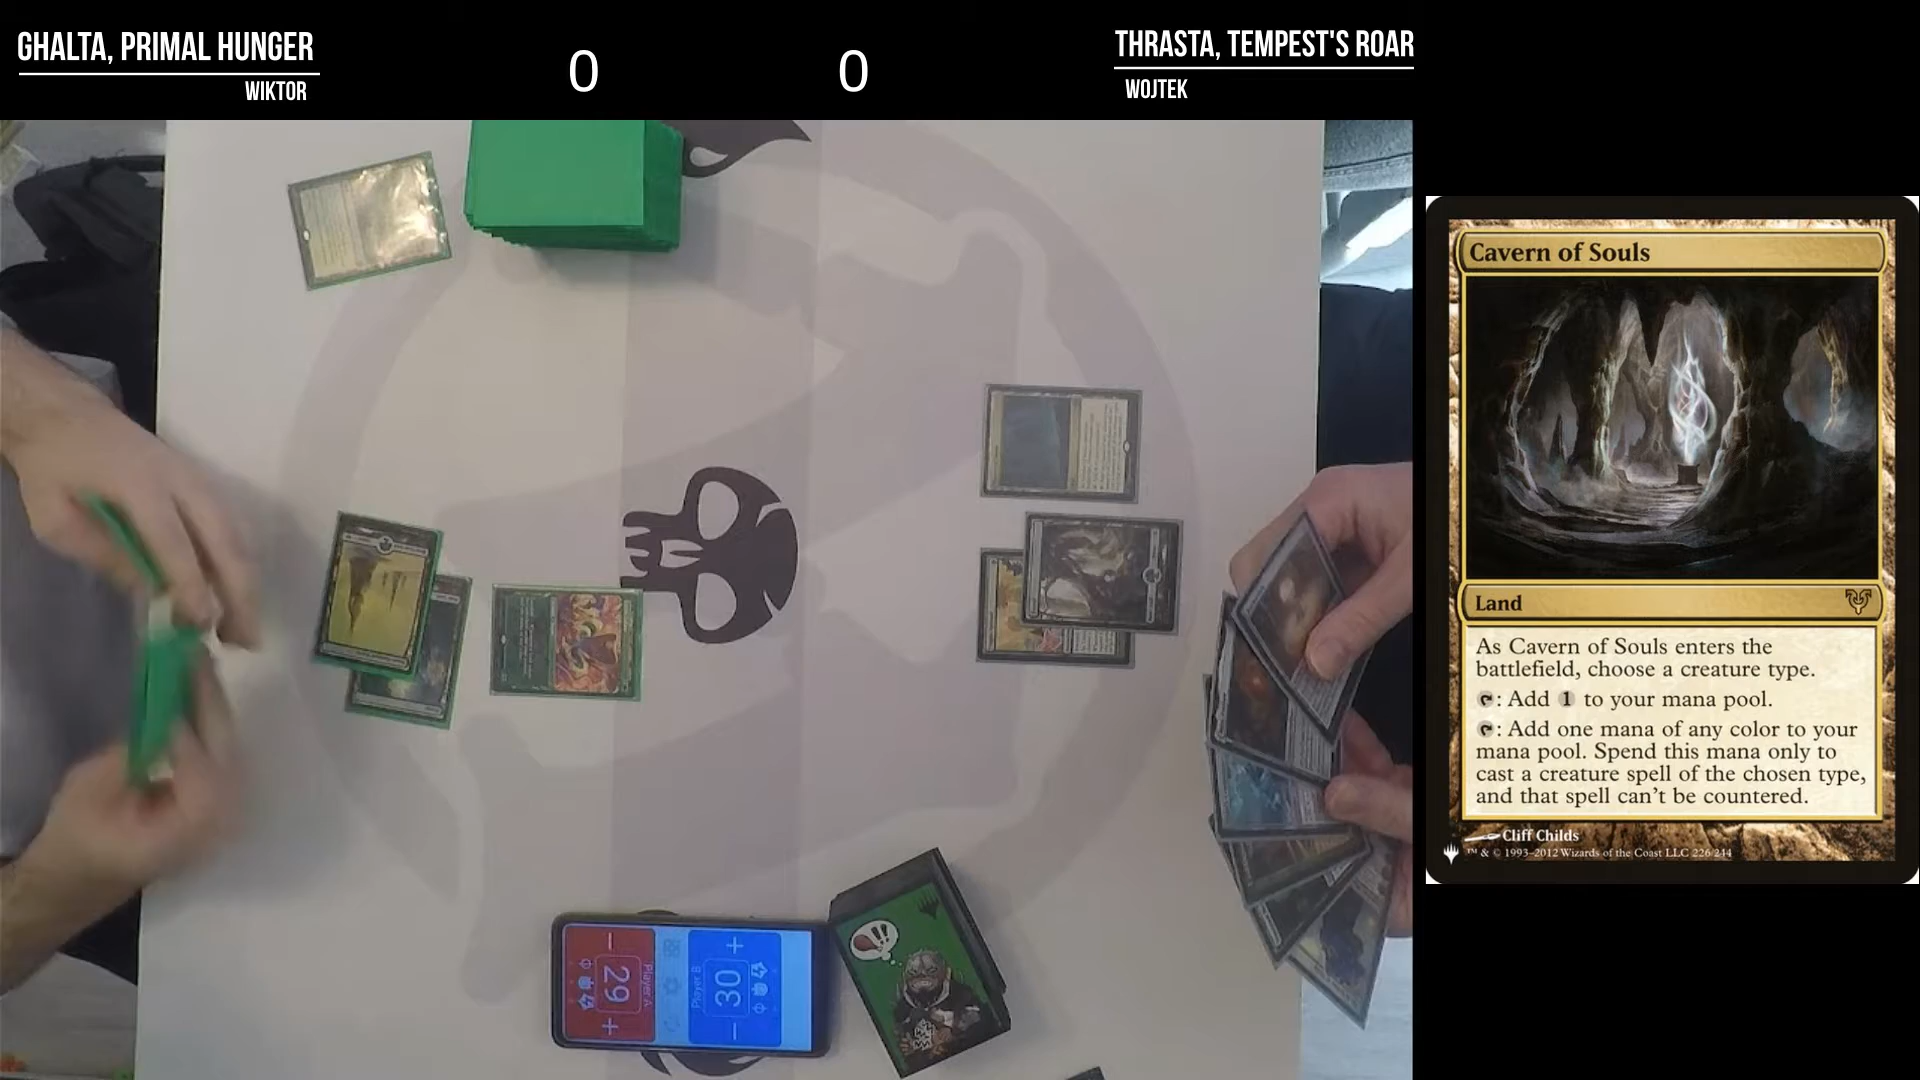 GHALTA, PRIMAL HUNGER
WIKTOR
0
0
THRASTA, TEMPEST'S ROAR
WOJTEK
Cavern of Souls
Land
As Cavern of Souls enters the
battlefield, choose a creature type.
: Add 1 to your mana pool.
: Add one mana of any color to your
mana pool. Spend this mana only to
cast a creature spell of the chosen type,
and that spell can't be countered.
Cliff Childs
™ & © 1993–2012 Wizards of the Coast LLC 226/244
Player A
29
+
−
Player B
30
+
−
!!